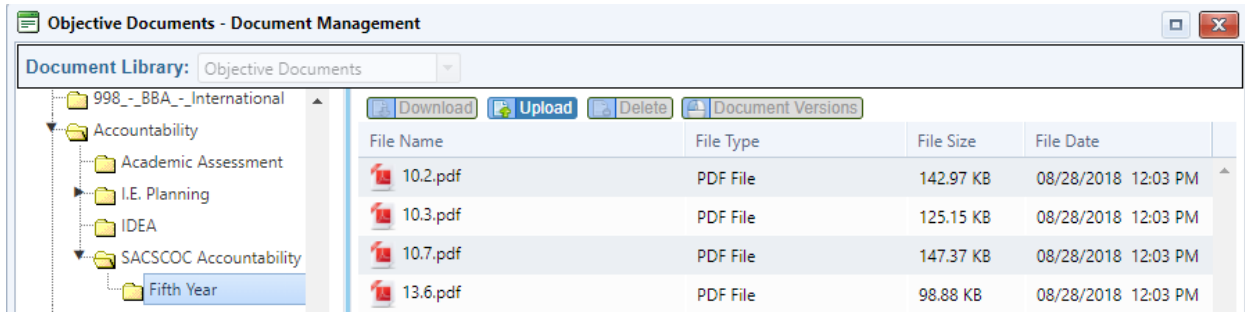 Objective Documents - Document Management
Document Library: Objective Documents
998_-_BBA_-_International
Accountability
Academic Assessment
I.E. Planning
IDEA
SACSCOC Accountability
Fifth Year
Download Upload Delete Document Versions
File Name File Type File Size File Date
10.2.pdf PDF File 142.97 KB 08/28/2018 12:03 PM
10.3.pdf PDF File 125.15 KB 08/28/2018 12:03 PM
10.7.pdf PDF File 147.37 KB 08/28/2018 12:03 PM
13.6.pdf PDF File 98.88 KB 08/28/2018 12:03 PM